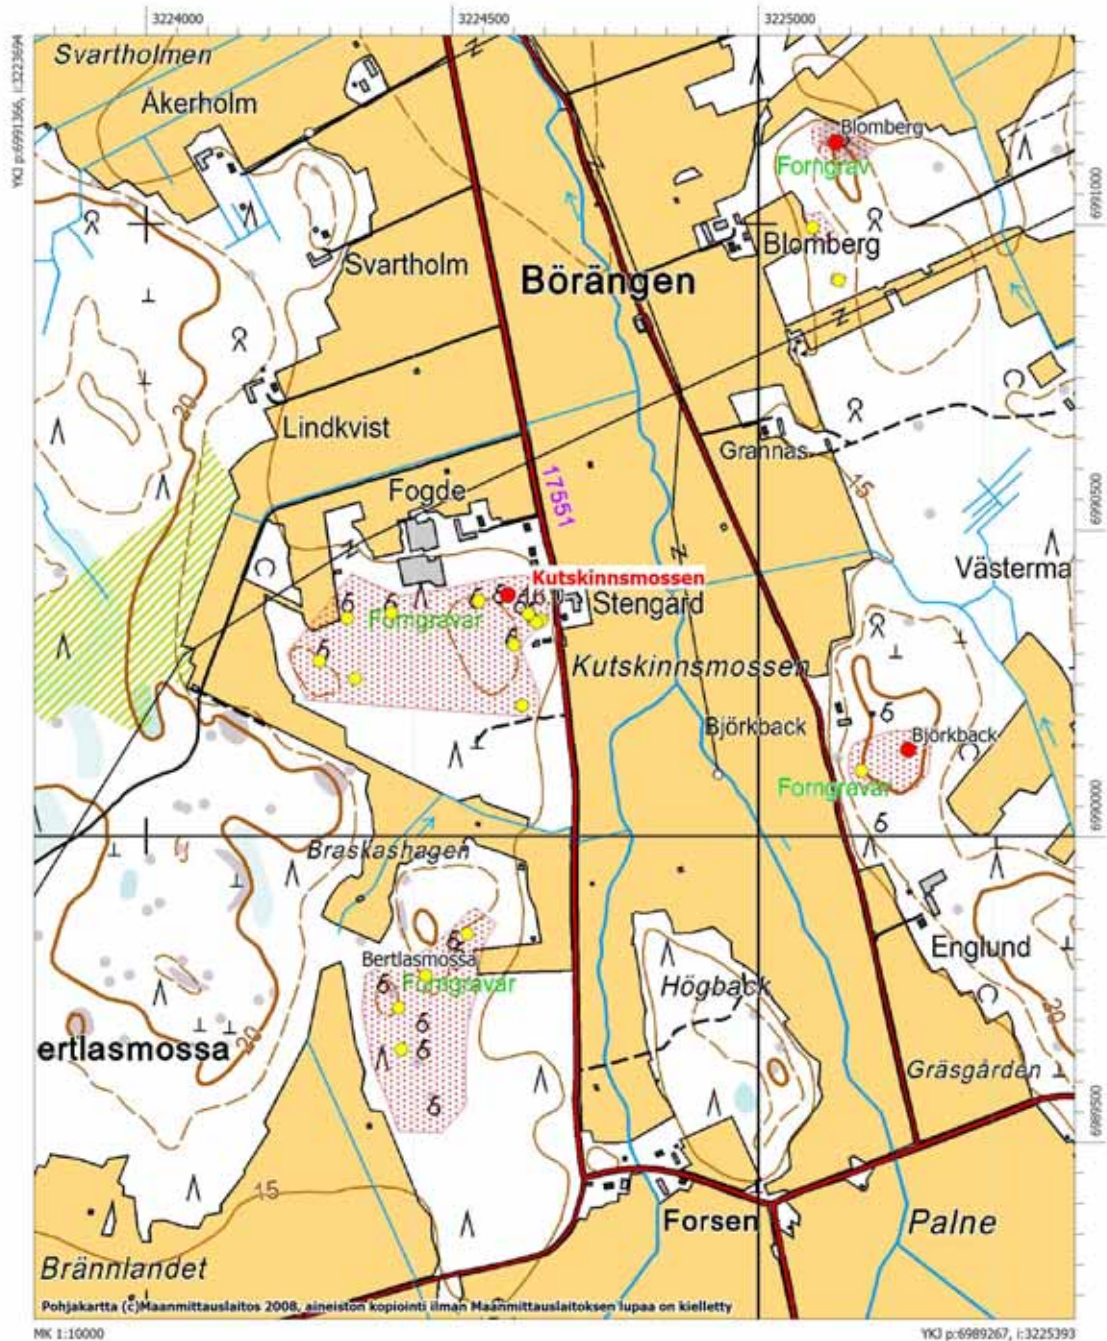 3224000
3224500
3225000
YKJ p:6991366, i:3223694
Svartholmen
Åkerholm
Blomberg
Forngrav
6991000
Svartholm
Börängen
Blomberg
20
Lindkvist
Grannas
Fogde
17551
15
6990500
Västerma
Kutskinnsmossen
Stengård
Forngravar
Kutskinnsmossen
Björkback
Björkback
Forngravar
6990000
Braskashagen
Bertlasmossa
Forngravar
Högback
Englund
20
ertlasmossa
20
Gräsgården
6989500
15
Forsen
Palne
Brännlandet
Pohjakartta (c)Maanmittauslaitos 2008, aineiston kopiointi ilman Maanmittauslaitoksen lupaa on kielletty
MK 1:10000
YKJ p:6989267, i:3225393